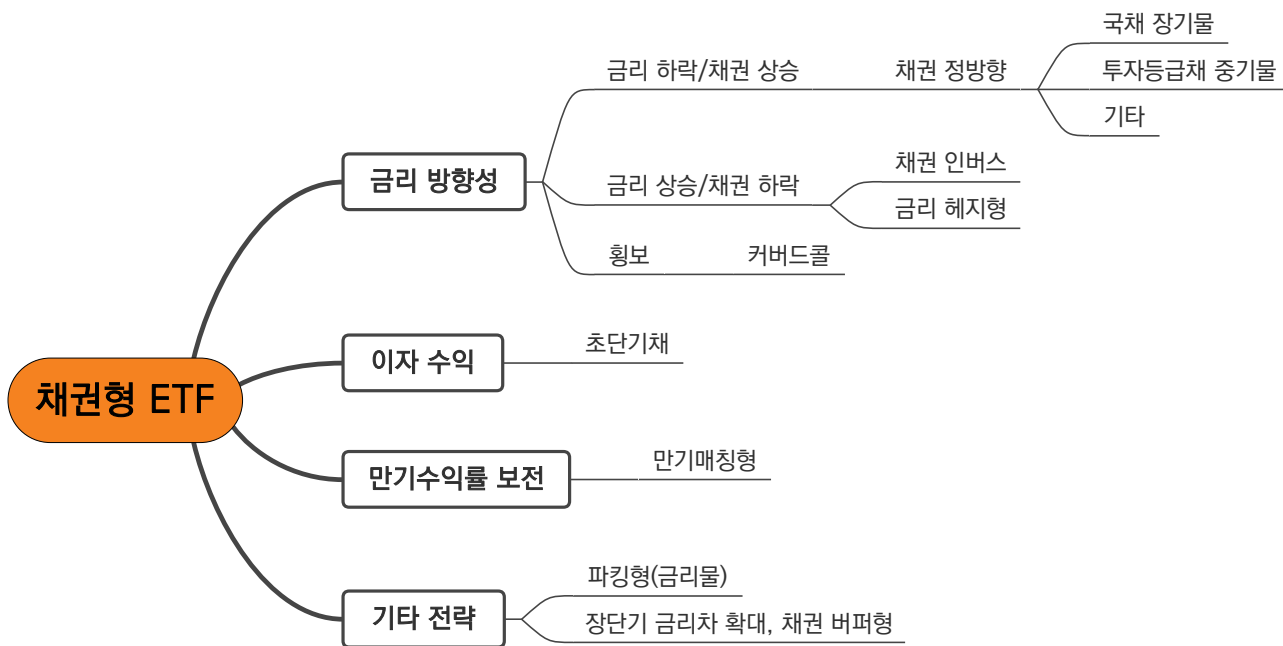 채권형 ETF
금리 방향성
금리 하락/채권 상승
채권 정방향
국채 장기물
투자등급채 중기물
기타
금리 상승/채권 하락
채권 인버스
금리 헤지형
횡보
커버드콜
이자 수익
초단기채
만기수익률 보전
만기매칭형
기타 전략
파킹형(금리물)
장단기 금리차 확대, 채권 버퍼형